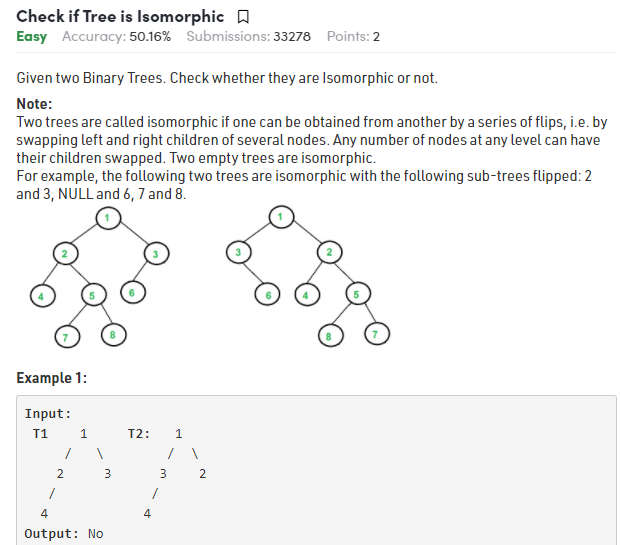 Check if Tree is Isomorphic
Easy Accuracy: 50.16% Submissions: 33278 Points: 2
Given two Binary Trees. Check whether they are Isomorphic or not.
Note:
Two trees are called isomorphic if one can be obtained from another by a series of flips, i.e. by
swapping left and right children of several nodes. Any number of nodes at any level can have
their children swapped. Two empty trees are isomorphic.
For example, the following two trees are isomorphic with the following sub-trees flipped: 2
and 3, NULL and 6, 7 and 8.
1 1
2 3 3 2
4 5 6 6 4 5
7 8 8 7
Example 1:
Input:
T1 1 T2: 1
/ \ / \
2 3 3 2
/ /
4 4
Output: No